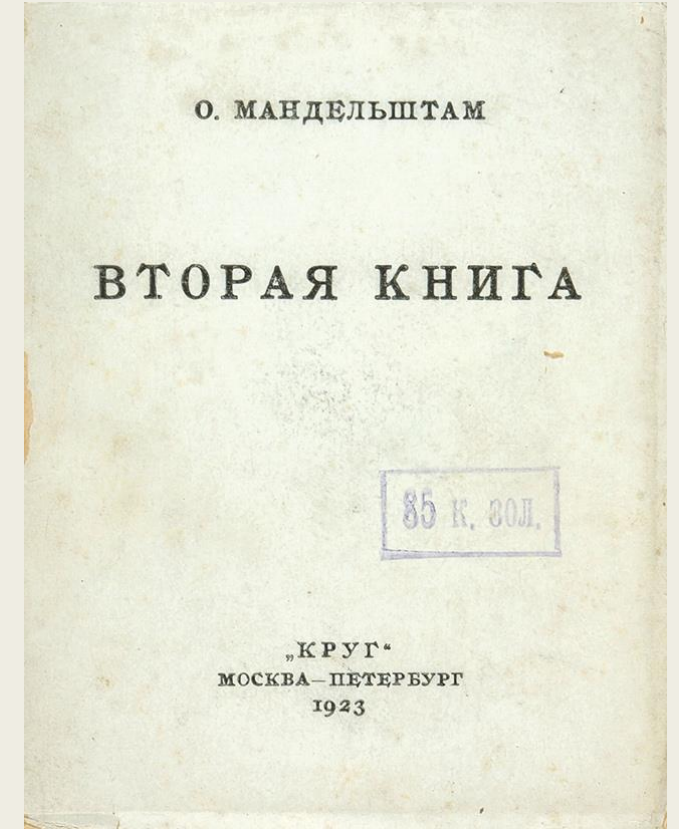 О. МАНДЕЛЬШТАМ
ВТОРАЯ КНИГА
85 К. ЗОЛ.
„КРУГ“
МОСКВА—ПЕТЕРБУРГ
1923